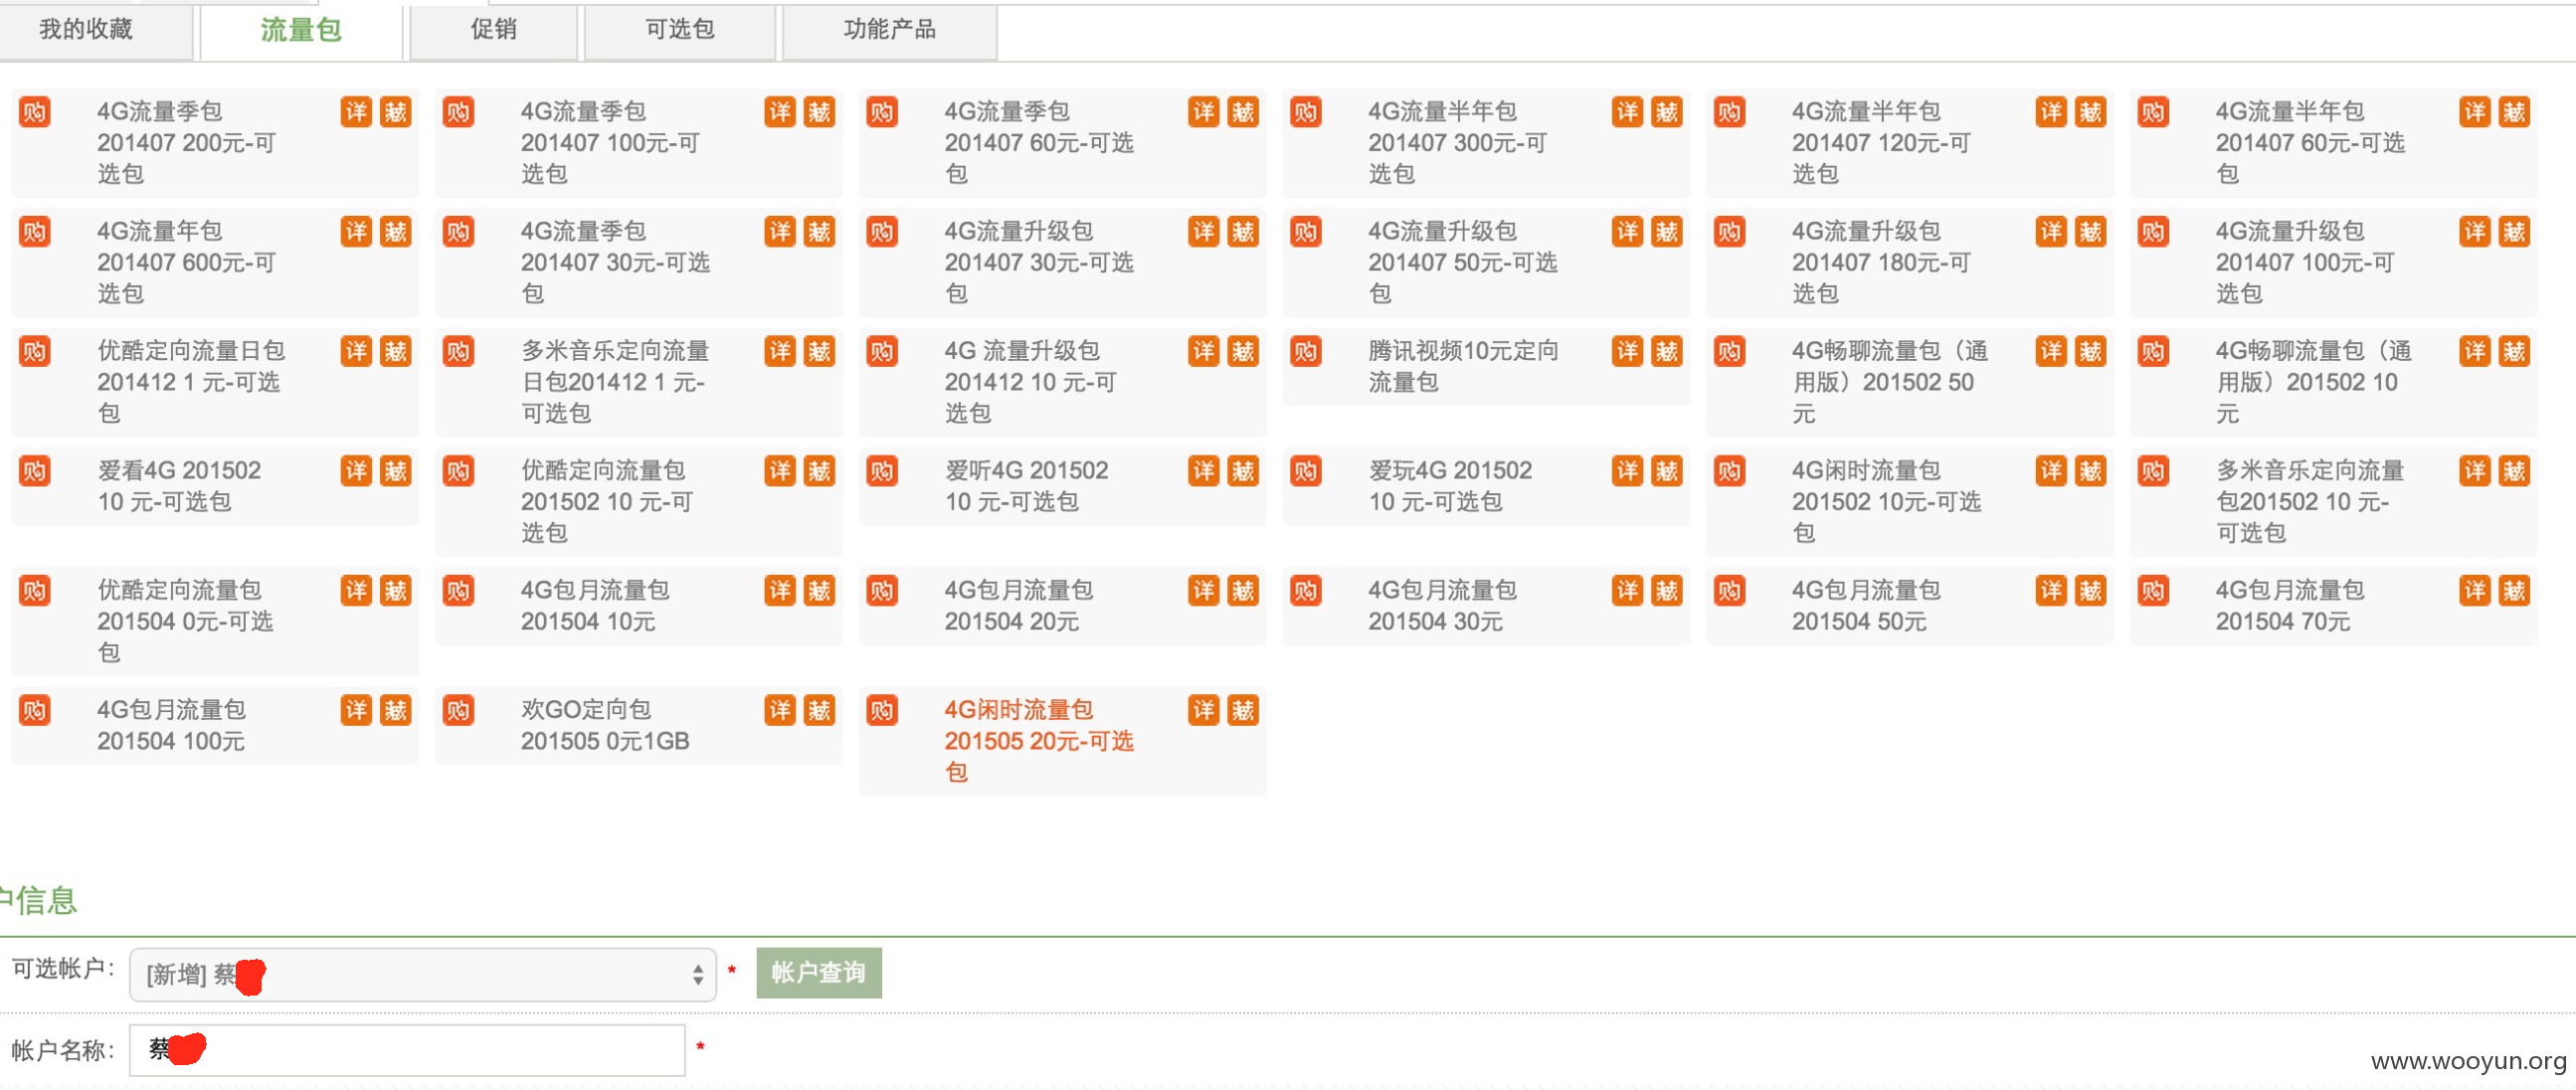 我的收藏 流量包 促销 可选包 功能产品
购 4G流量季包 详 藏 购 4G流量季包 详 藏 购 4G流量季包 详 藏 购 4G流量半年包 详 藏 购 4G流量半年包 详 藏 购 4G流量半年包 详 藏
201407 200元-可 201407 100元-可 201407 60元-可选 201407 300元-可 201407 120元-可 201407 60元-可选
选包 选包 包 选包 选包 包
购 4G流量年包 详 藏 购 4G流量季包 详 藏 购 4G流量升级包 详 藏 购 4G流量升级包 详 藏 购 4G流量升级包 详 藏 购 4G流量升级包 详 藏
201407 600元-可 201407 30元-可选 201407 30元-可选 201407 50元-可选 201407 180元-可 201407 100元-可
选包 包 包 包 选包 选包
购 优酷定向流量日包 详 藏 购 多米音乐定向流量 详 藏 购 4G 流量升级包 详 藏 购 腾讯视频10元定向 详 藏 购 4G畅聊流量包（通 详 藏 购 4G畅聊流量包（通 详 藏
201412 1 元-可选 日包201412 1 元- 201412 10 元-可 流量包 用版）201502 50 用版）201502 10
包 可选包 选包 元 元
购 爱看4G 201502 详 藏 购 优酷定向流量包 详 藏 购 爱听4G 201502 详 藏 购 爱玩4G 201502 详 藏 购 4G闲时流量包 详 藏 购 多米音乐定向流量 详 藏
10 元-可选包 201502 10 元-可 10 元-可选包 10 元-可选包 201502 10元-可选 包201502 10 元-
选包 包 可选包
购 优酷定向流量包 详 藏 购 4G包月流量包 详 藏 购 4G包月流量包 详 藏 购 4G包月流量包 详 藏 购 4G包月流量包 详 藏 购 4G包月流量包 详 藏
201504 0元-可选 201504 10元 201504 20元 201504 30元 201504 50元 201504 70元
包
购 4G包月流量包 详 藏 购 欢GO定向包 详 藏 购 4G闲时流量包 详 藏
201504 100元 201505 0元1GB 201505 20元-可选
包
户信息
可选帐户: [新增] 蔡 * 帐户查询
帐户名称: 蔡 *
www.wooyun.org